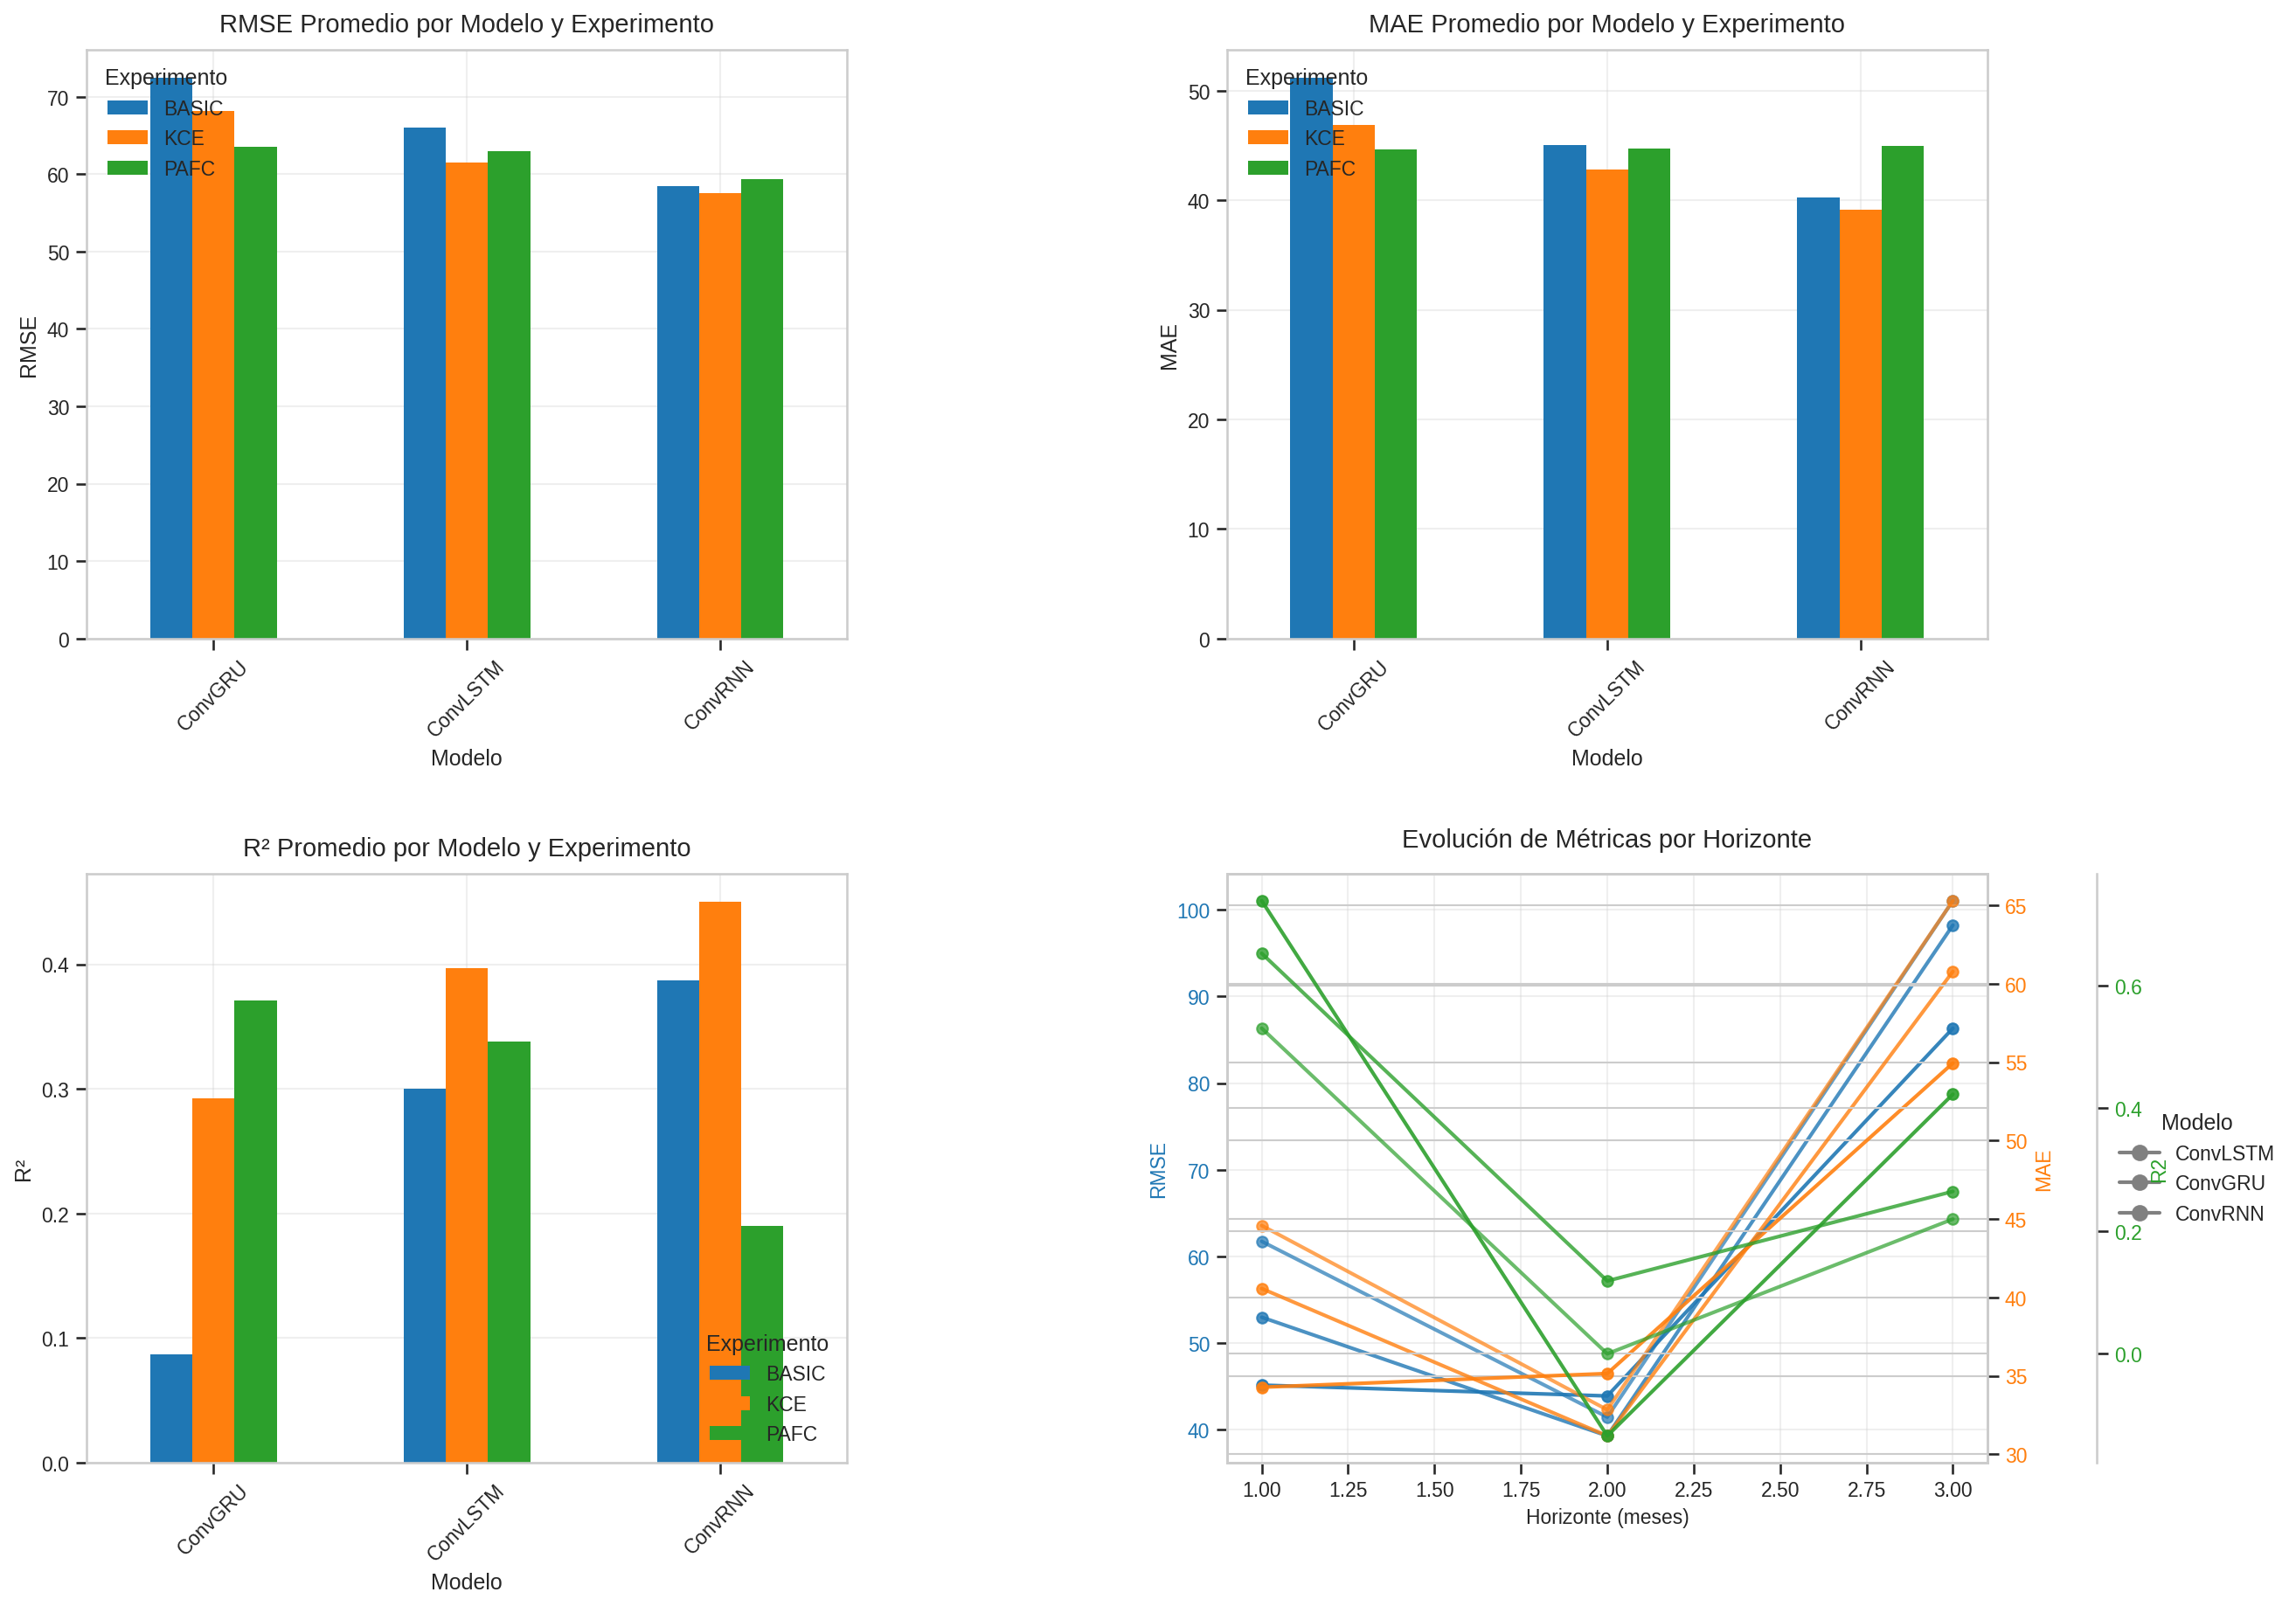 RMSE Promedio por Modelo y Experimento
Experimento
BASIC
KCE
PAFC
70
60
50
40
30
20
10
0
RMSE
ConvGRU
ConvLSTM
ConvRNN
Modelo
MAE Promedio por Modelo y Experimento
Experimento
BASIC
KCE
PAFC
50
40
30
20
10
0
MAE
ConvGRU
ConvLSTM
ConvRNN
Modelo
R² Promedio por Modelo y Experimento
0.4
0.3
0.2
0.1
0.0
R²
Experimento
BASIC
KCE
PAFC
ConvGRU
ConvLSTM
ConvRNN
Modelo
Evolución de Métricas por Horizonte
100
90
80
70
60
50
40
RMSE
65
60
55
50
45
40
35
30
MAE
0.6
0.4
0.2
0.0
R2
Modelo
ConvLSTM
ConvGRU
ConvRNN
1.00 1.25 1.50 1.75 2.00 2.25 2.50 2.75 3.00
Horizonte (meses)